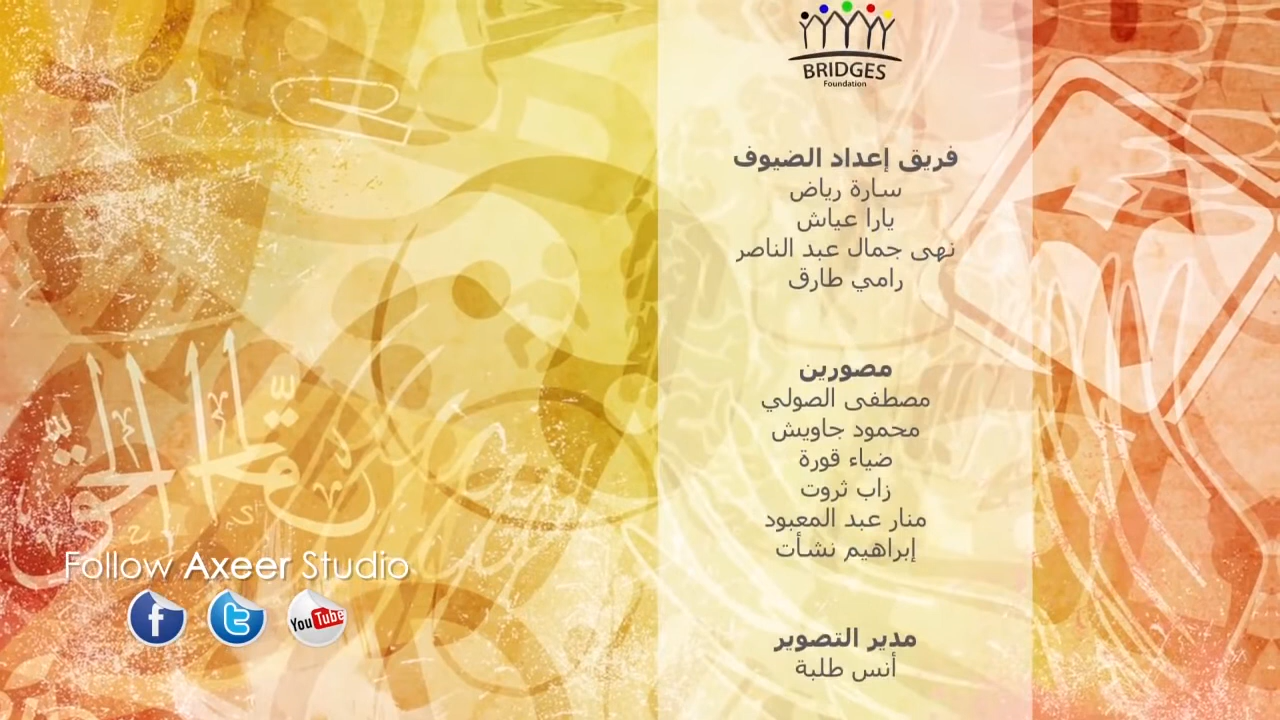 BRIDGES
Foundation
فريق إعداد الضيوف
سارة رياض
يارا عياش
نهى جمال عبد الناصر
رامي طارق
مصورين
مصطفى الصولي
محمود جاويش
ضياء قورة
زاب ثروت
منار عبد المعبود
إبراهيم نشأت
مدير التصوير
أنس طلبة
Follow Axeer Studio
You Tube